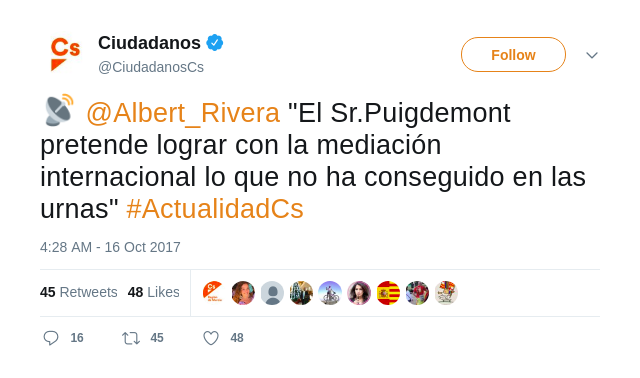 Cs
Ciudadanos
@CiudadanosCs
Follow
@Albert_Rivera "El Sr.Puigdemont
pretende lograr con la mediación
internacional lo que no ha conseguido en las
urnas" #ActualidadCs
4:28 AM - 16 Oct 2017
45 Retweets 48 Likes
16 45 48